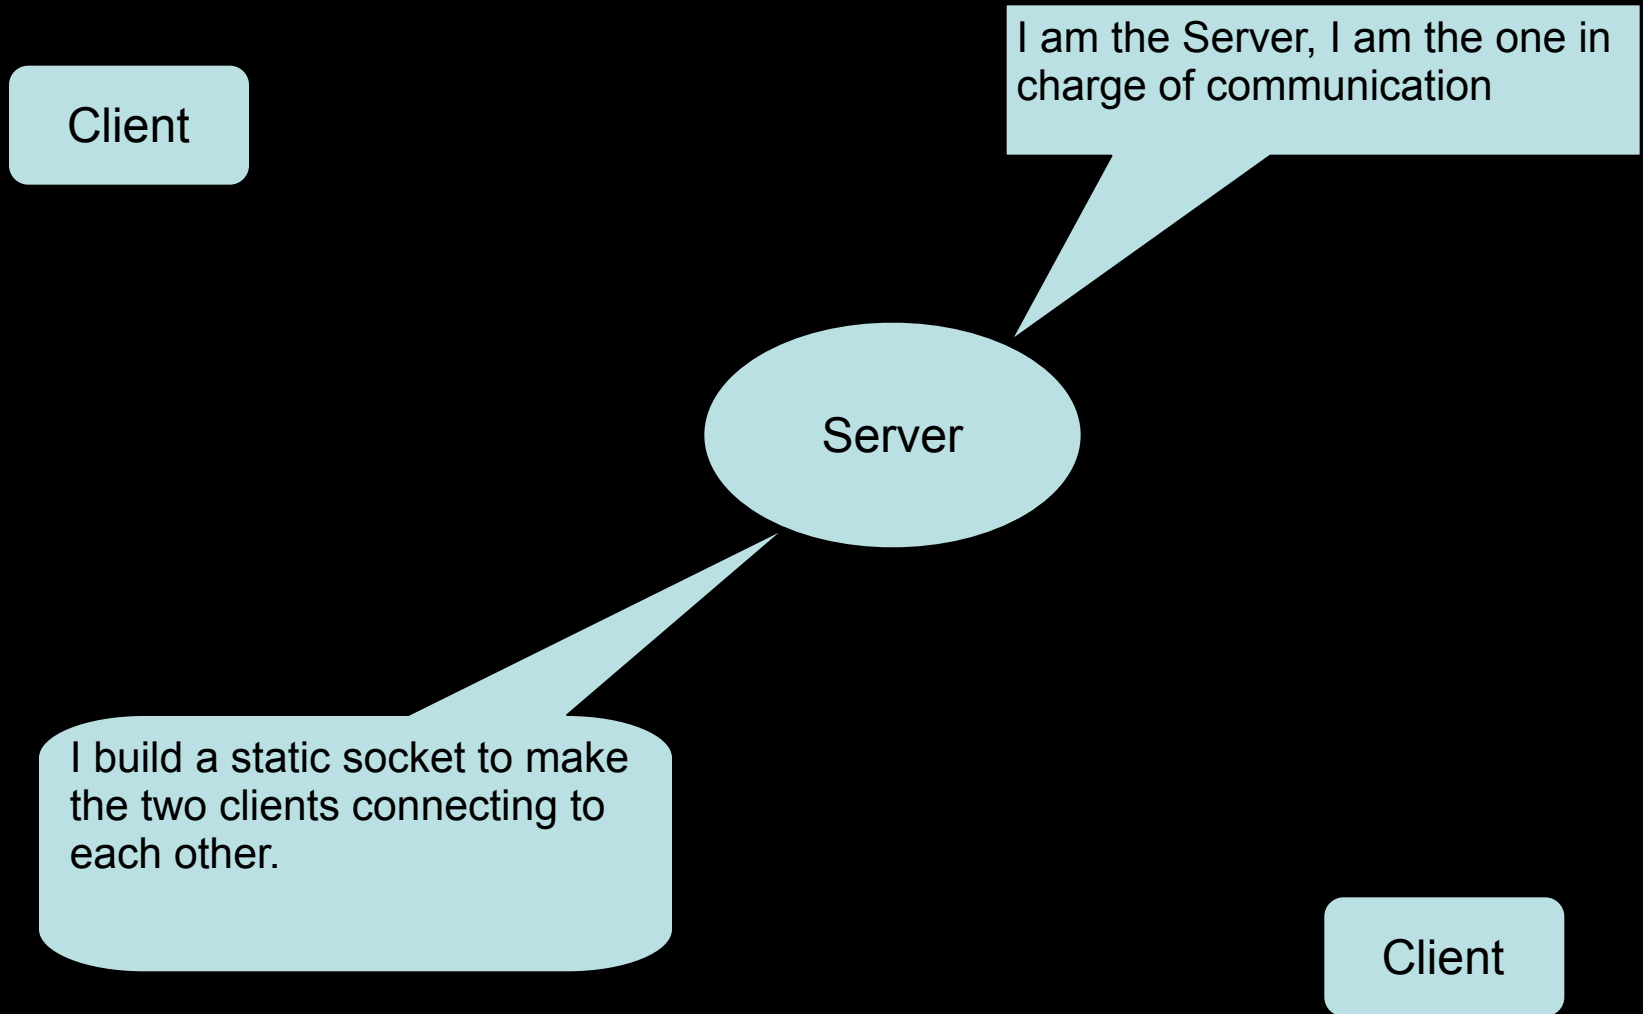 I am the Server, I am the one in
charge of communication
Client
Server
I build a static socket to make
the two clients connecting to
each other.
Client